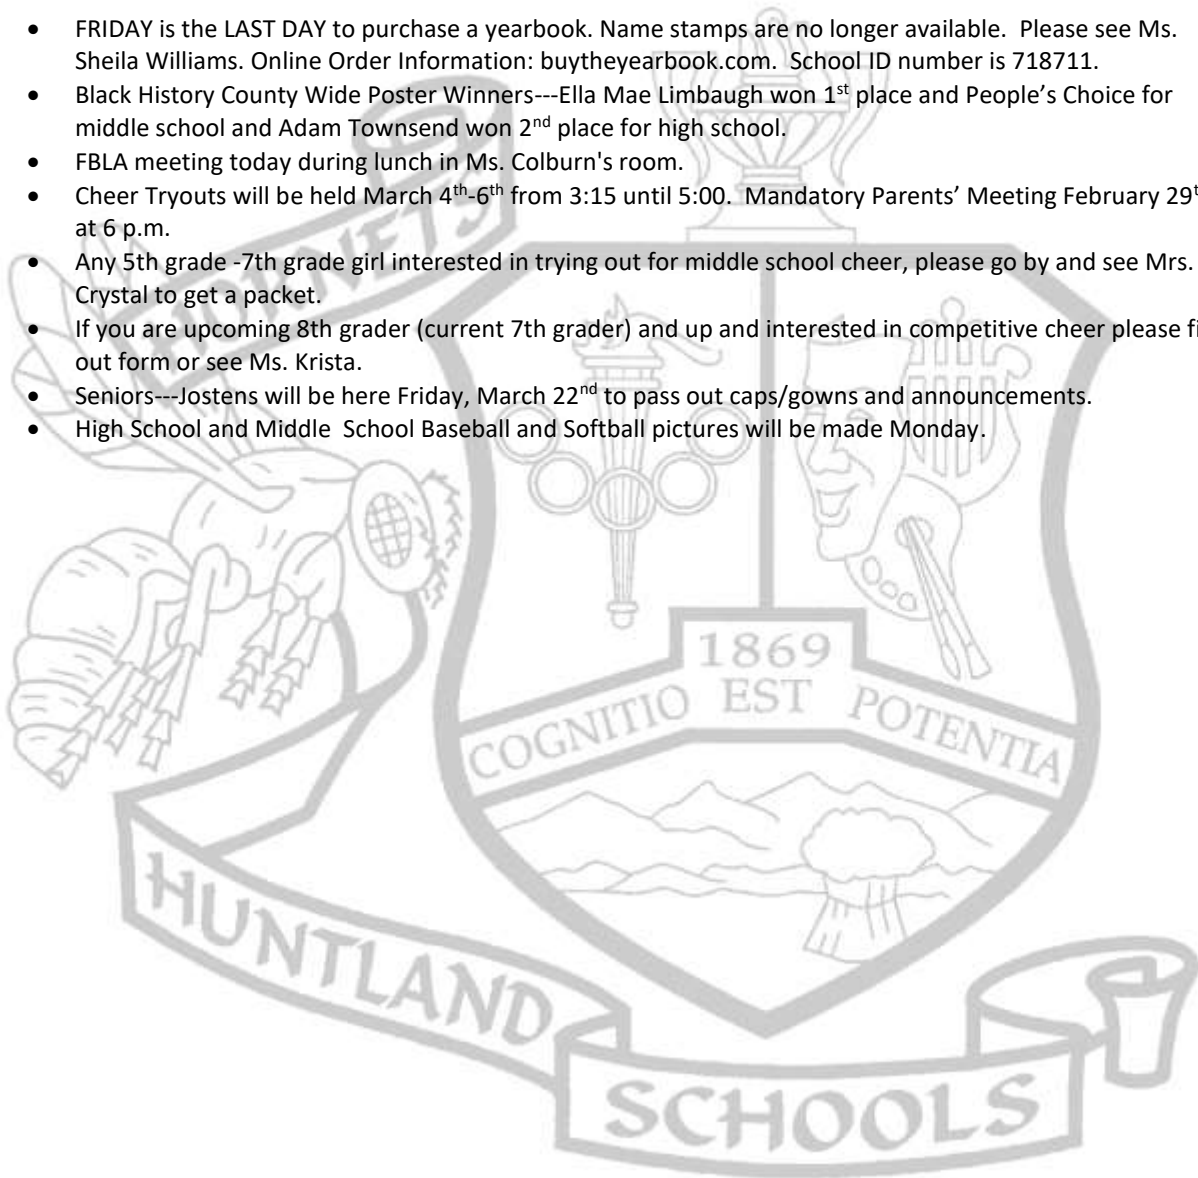 • FRIDAY is the LAST DAY to purchase a yearbook. Name stamps are no longer available.  Please see Ms.
Sheila Williams. Online Order Information: buytheyearbook.com.  School ID number is 718711.
• Black History County Wide Poster Winners---Ella Mae Limbaugh won 1st place and People’s Choice for
middle school and Adam Townsend won 2nd place for high school.
• FBLA meeting today during lunch in Ms. Colburn's room.
• Cheer Tryouts will be held March 4th-6th from 3:15 until 5:00.  Mandatory Parents’ Meeting February 29t
at 6 p.m.
• Any 5th grade -7th grade girl interested in trying out for middle school cheer, please go by and see Mrs.
Crystal to get a packet.
• If you are upcoming 8th grader (current 7th grader) and up and interested in competitive cheer please fi
out form or see Ms. Krista.
• Seniors---Jostens will be here Friday, March 22nd to pass out caps/gowns and announcements.
• High School and Middle  School Baseball and Softball pictures will be made Monday.
HORNETS
1869
COGNITIO EST POTENTIA
HUNTLAND
SCHOOLS